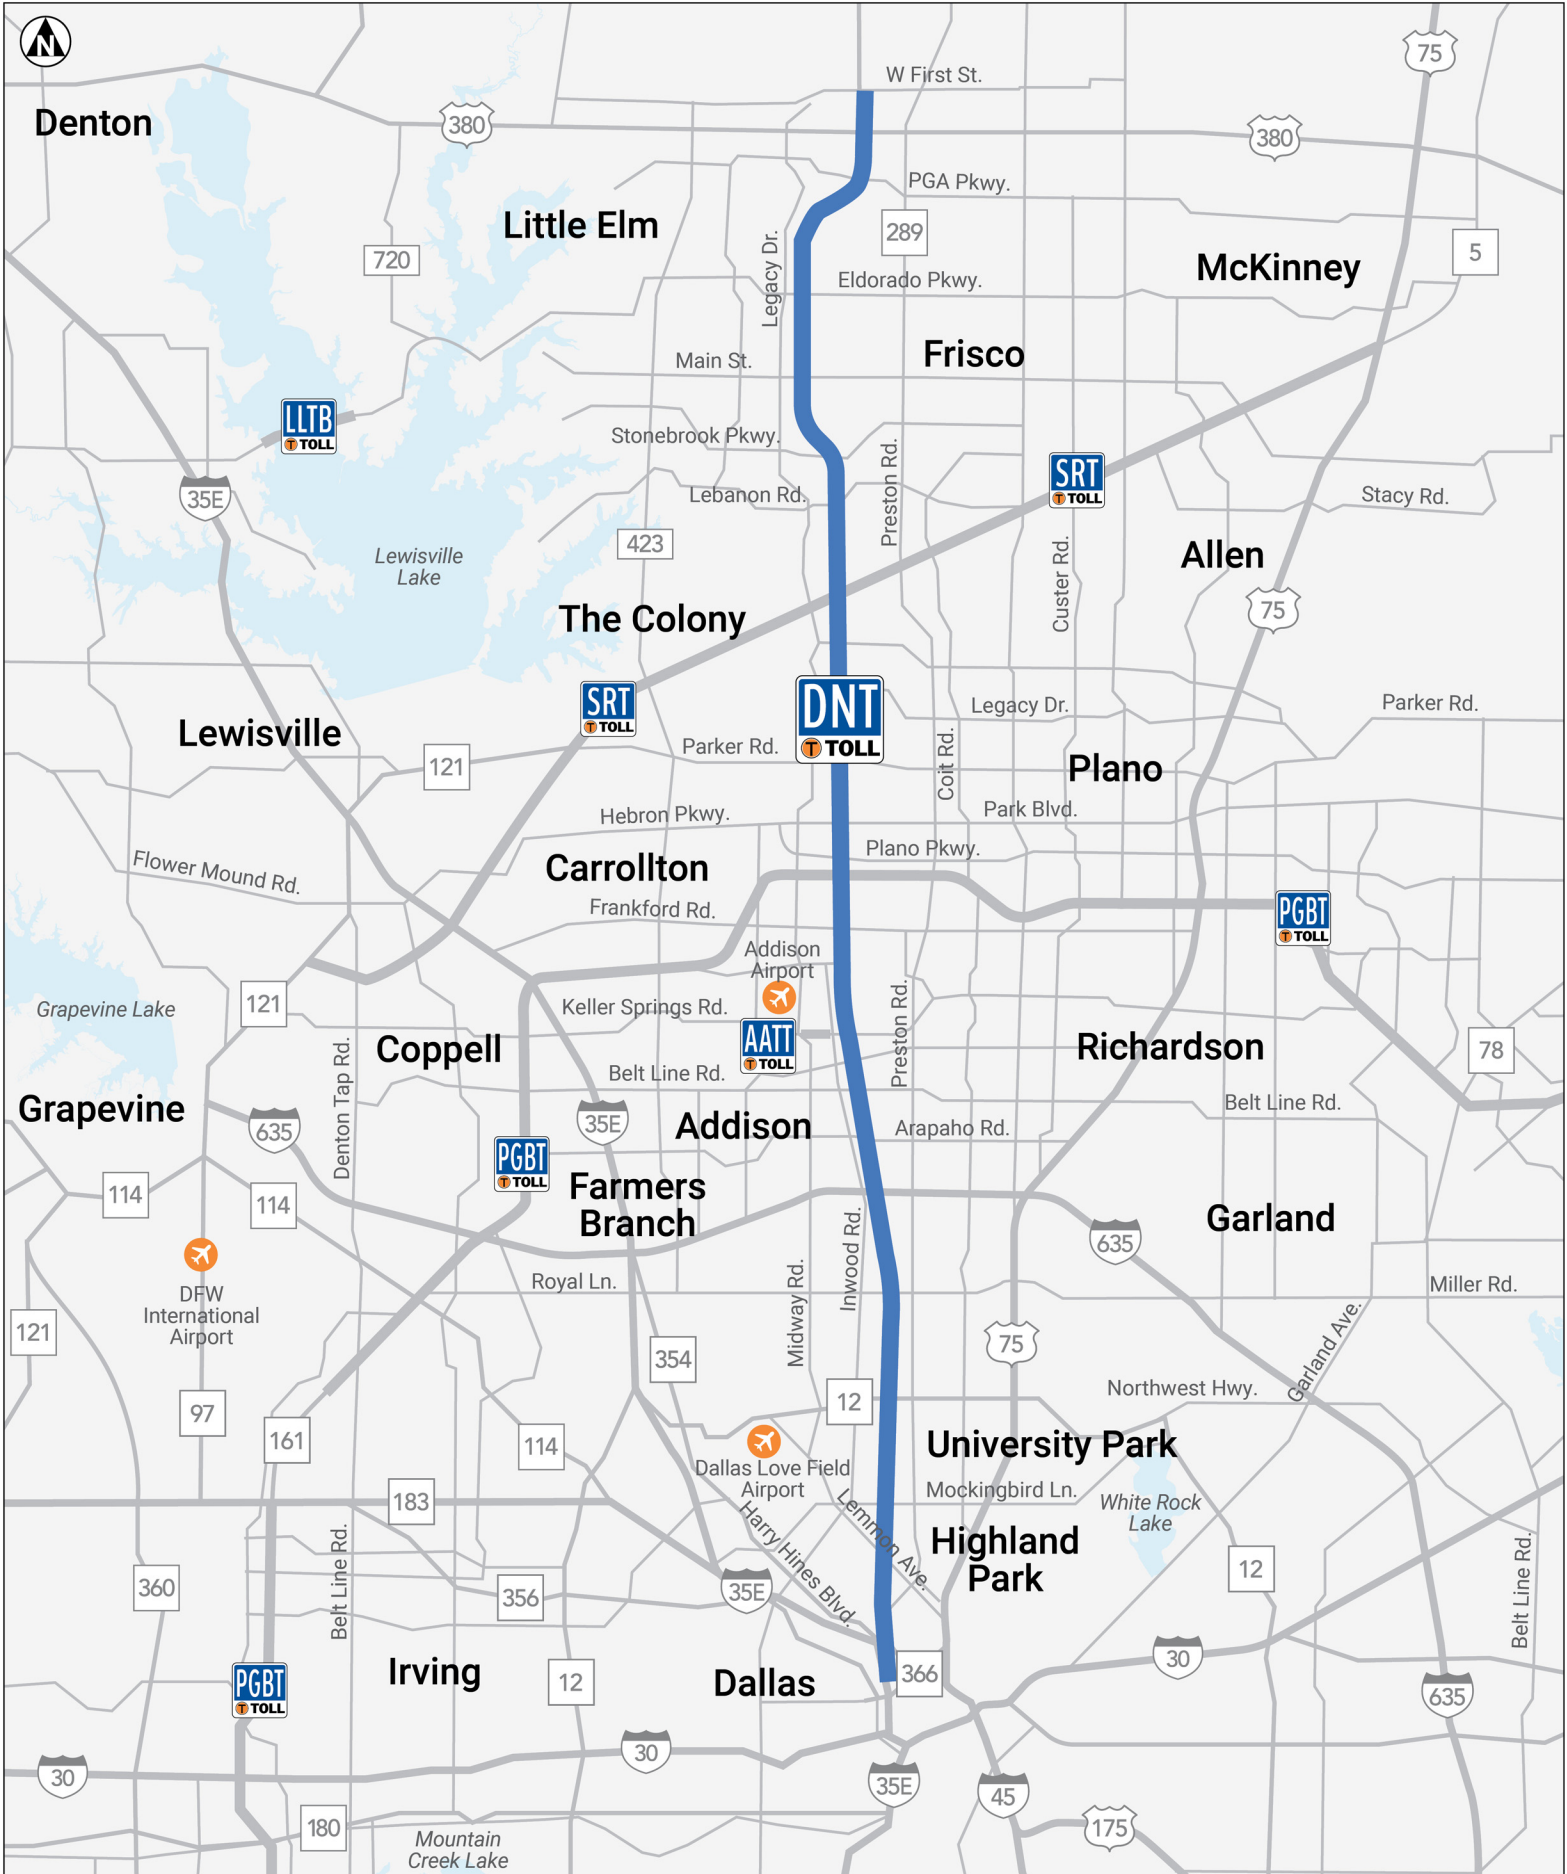 N
75
W First St.
Denton
380
380
PGA Pkwy.
Little Elm
289
Legacy Dr.
720
5
McKinney
Eldorado Pkwy.
Frisco
Main St.
LLTB
T TOLL
Stonebrook Pkwy.
Preston Rd.
SRT
T TOLL
35E
Lebanon Rd.
Stacy Rd.
423
Lewisville
Lake
Custer Rd.
Allen
The Colony
75
SRT
T TOLL
DNT
T TOLL
Legacy Dr.
Parker Rd.
Lewisville
Parker Rd.
121
Coit Rd.
Plano
Hebron Pkwy.
Park Blvd.
Flower Mound Rd.
Carrollton
Plano Pkwy.
Frankford Rd.
PGBT
T TOLL
Addison
Airport
121
Grapevine Lake
Keller Springs Rd.
Preston Rd.
AATT
T TOLL
Coppell
Richardson
78
Denton Tap Rd.
Belt Line Rd.
Grapevine
Belt Line Rd.
635
35E
Addison
Arapaho Rd.
PGBT
T TOLL
114
114
Farmers
Branch
Garland
635
Inwood Rd.
Royal Ln.
Miller Rd.
DFW
International
Airport
Midway Rd.
121
75
354
Garland Ave.
Northwest Hwy.
12
97
161
114
University Park
Dallas Love Field
Airport
Mockingbird Ln.
183
White Rock
Lake
Lemmon Ave.
Harry Hines Blvd.
Highland
Park
Belt Line Rd.
12
360
356
35E
Belt Line Rd.
30
366
Irving
12
Dallas
PGBT
T TOLL
635
30
30
35E
45
180
175
Mountain
Creek Lake